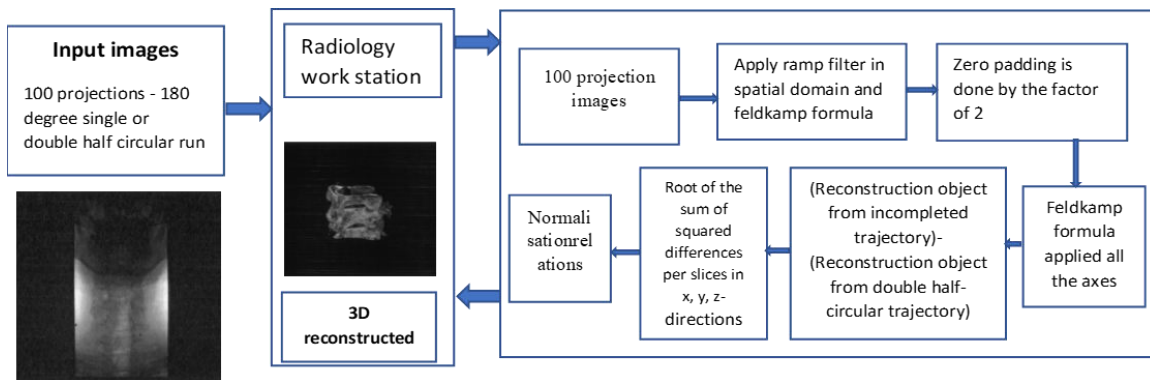 Input images
100 projections - 180
degree single or
double half circular run
Radiology
work station
3D
reconstructed
100 projection
images
Apply ramp filter in
spatial domain and
feldkamp formula
Zero padding is
done by the factor
of 2
Feldkamp
formula
applied all
the axes
(Reconstruction object
from incompleted
trajectory)-
(Reconstruction object
from double half-
circular trajectory)
Root of the
sum of
squared
differences
per slices in
x, y, z-
directions
Normali
sationrel
ations